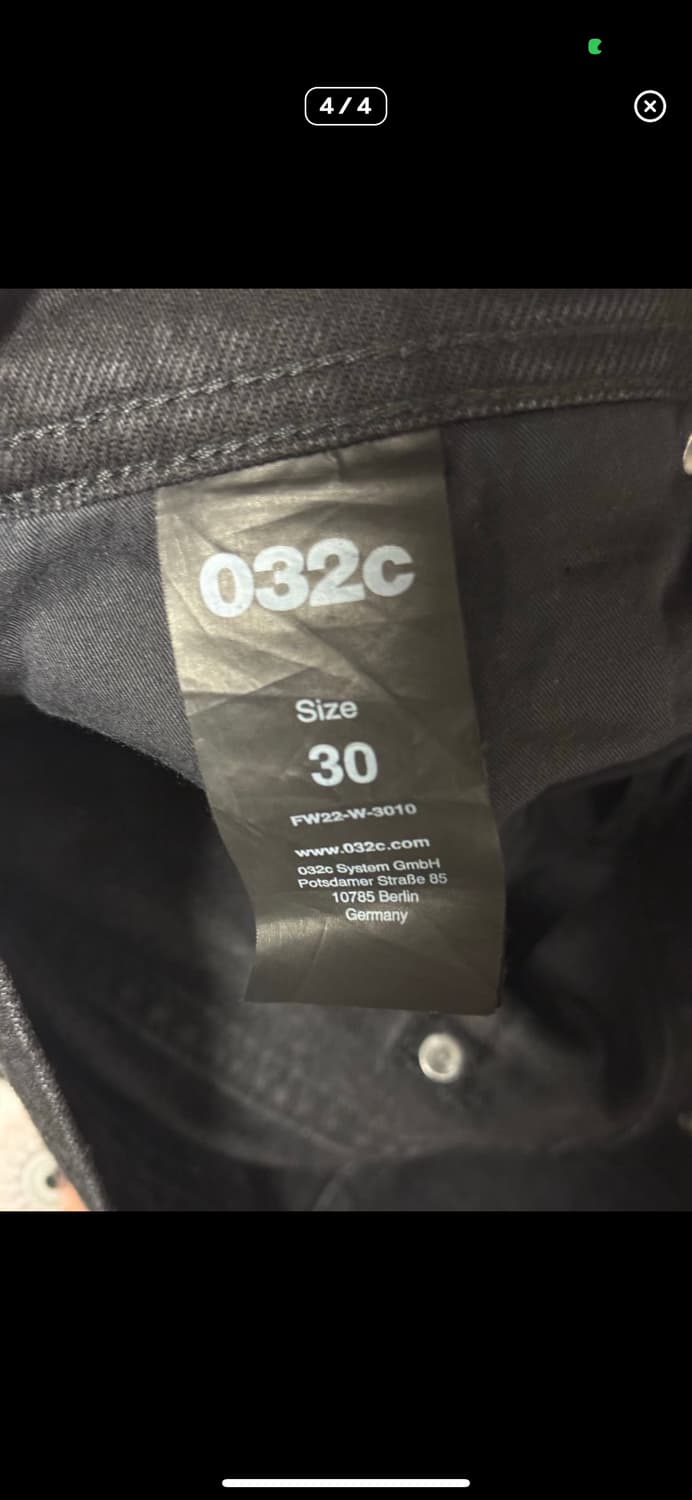 4/4
032c
Size
30
FW22-W-3010
www.032c.com
032c System GmbH
Potsdamer Straße 85
10785 Berlin
Germany